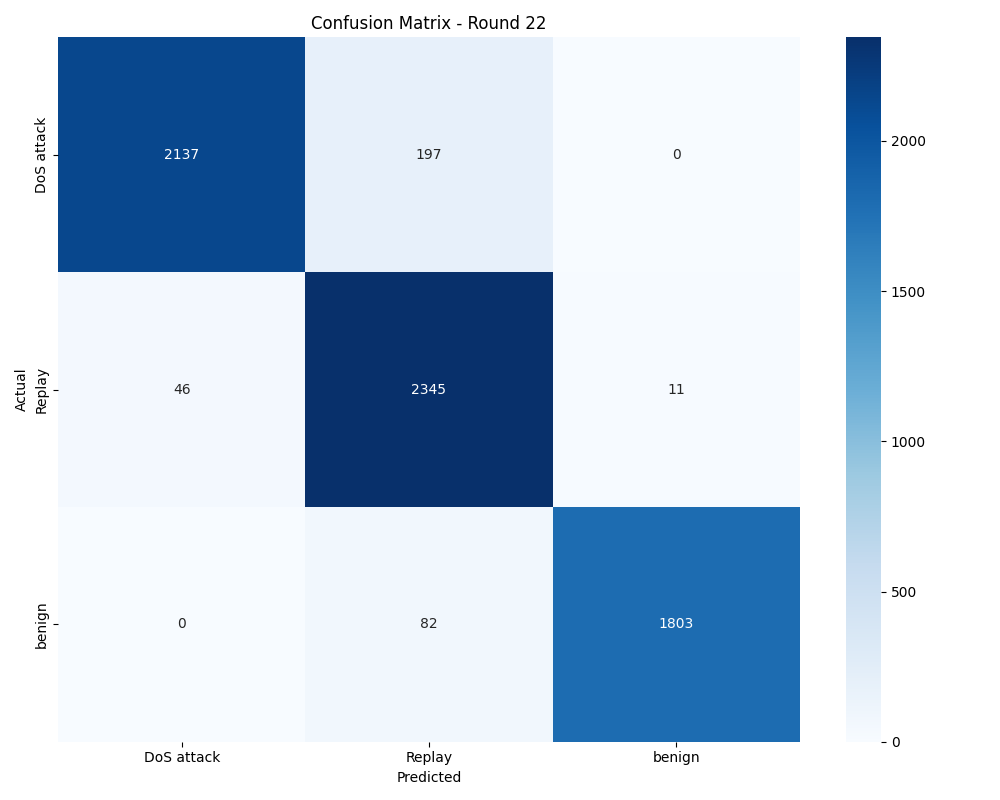 Confusion Matrix - Round 22
Actual
DoS attack
2137
197
0
Replay
46
2345
11
benign
0
82
1803
DoS attack
Replay
benign
Predicted
2000
1500
1000
500
0